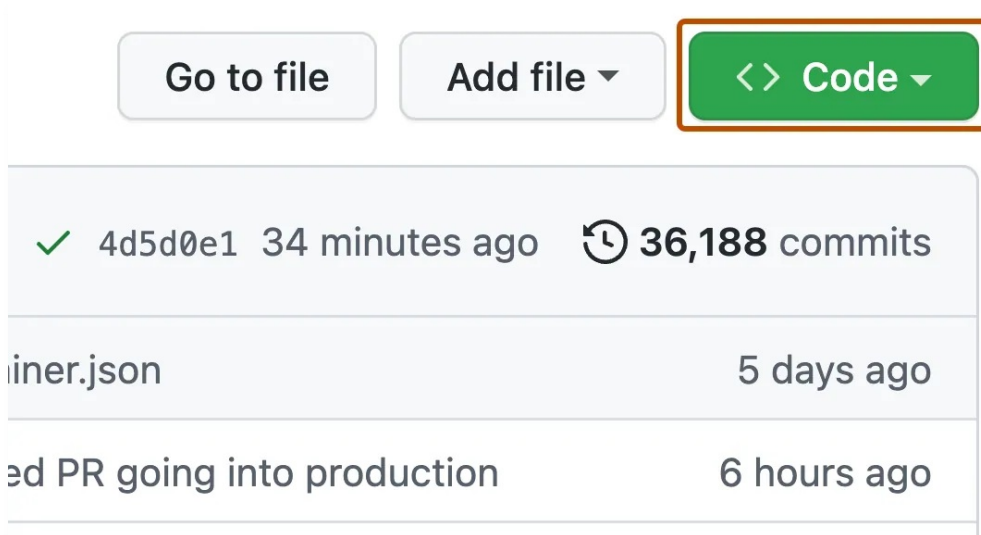 Go to file Add file <> Code
4d5d0e1 34 minutes ago 36,188 commits
iner.json 5 days ago
ed PR going into production 6 hours ago